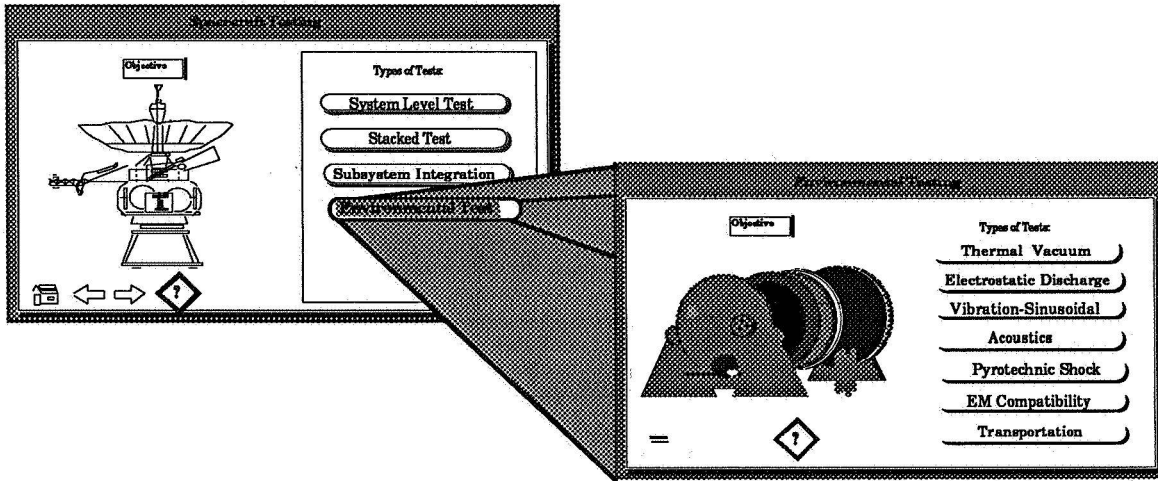 Spacecraft Testing
Objective
Types of Tests:
System Level Test
Stacked Test
Subsystem Integration
Environmental Test
?
Environmental Testing
Objective
Types of Tests:
Thermal Vacuum
Electrostatic Discharge
Vibration-Sinusoidal
Acoustics
Pyrotechnic Shock
EM Compatibility
Transportation
?